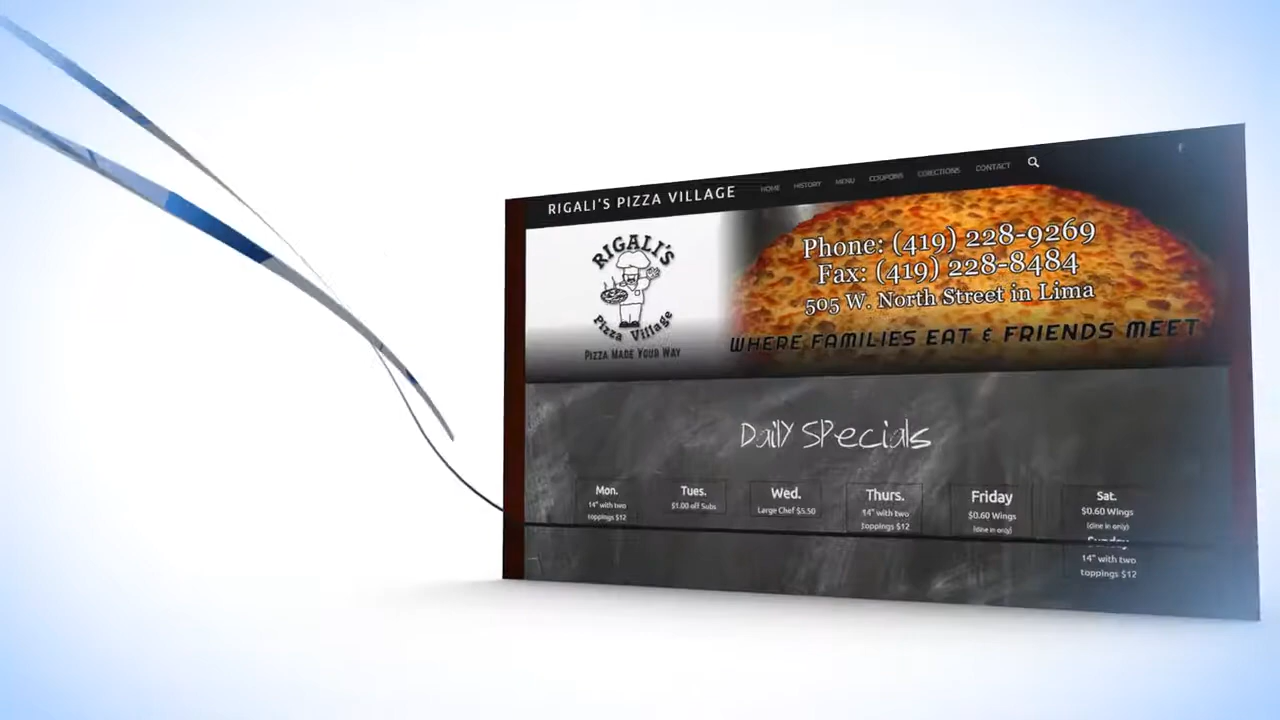 RIGALI'S PIZZA VILLAGE
HOME HISTORY MENU COUPONS DIRECTIONS CONTACT
RIGALI'S
Pizza Village
PIZZA MADE YOUR WAY
Phone: (419) 228-9269
Fax: (419) 228-8484
505 W. North Street in Lima
WHERE FAMILIES EAT & FRIENDS MEET
Daily Specials
Mon.
14" with two
toppings $12
Tues.
$1.00 off Subs
Wed.
Large Chef $5.50
Thurs.
14" with two
toppings $12
Friday
$0.60 Wings
(dine in only)
Sat.
$0.60 Wings
(dine in only)
Sunday
14" with two
toppings $12